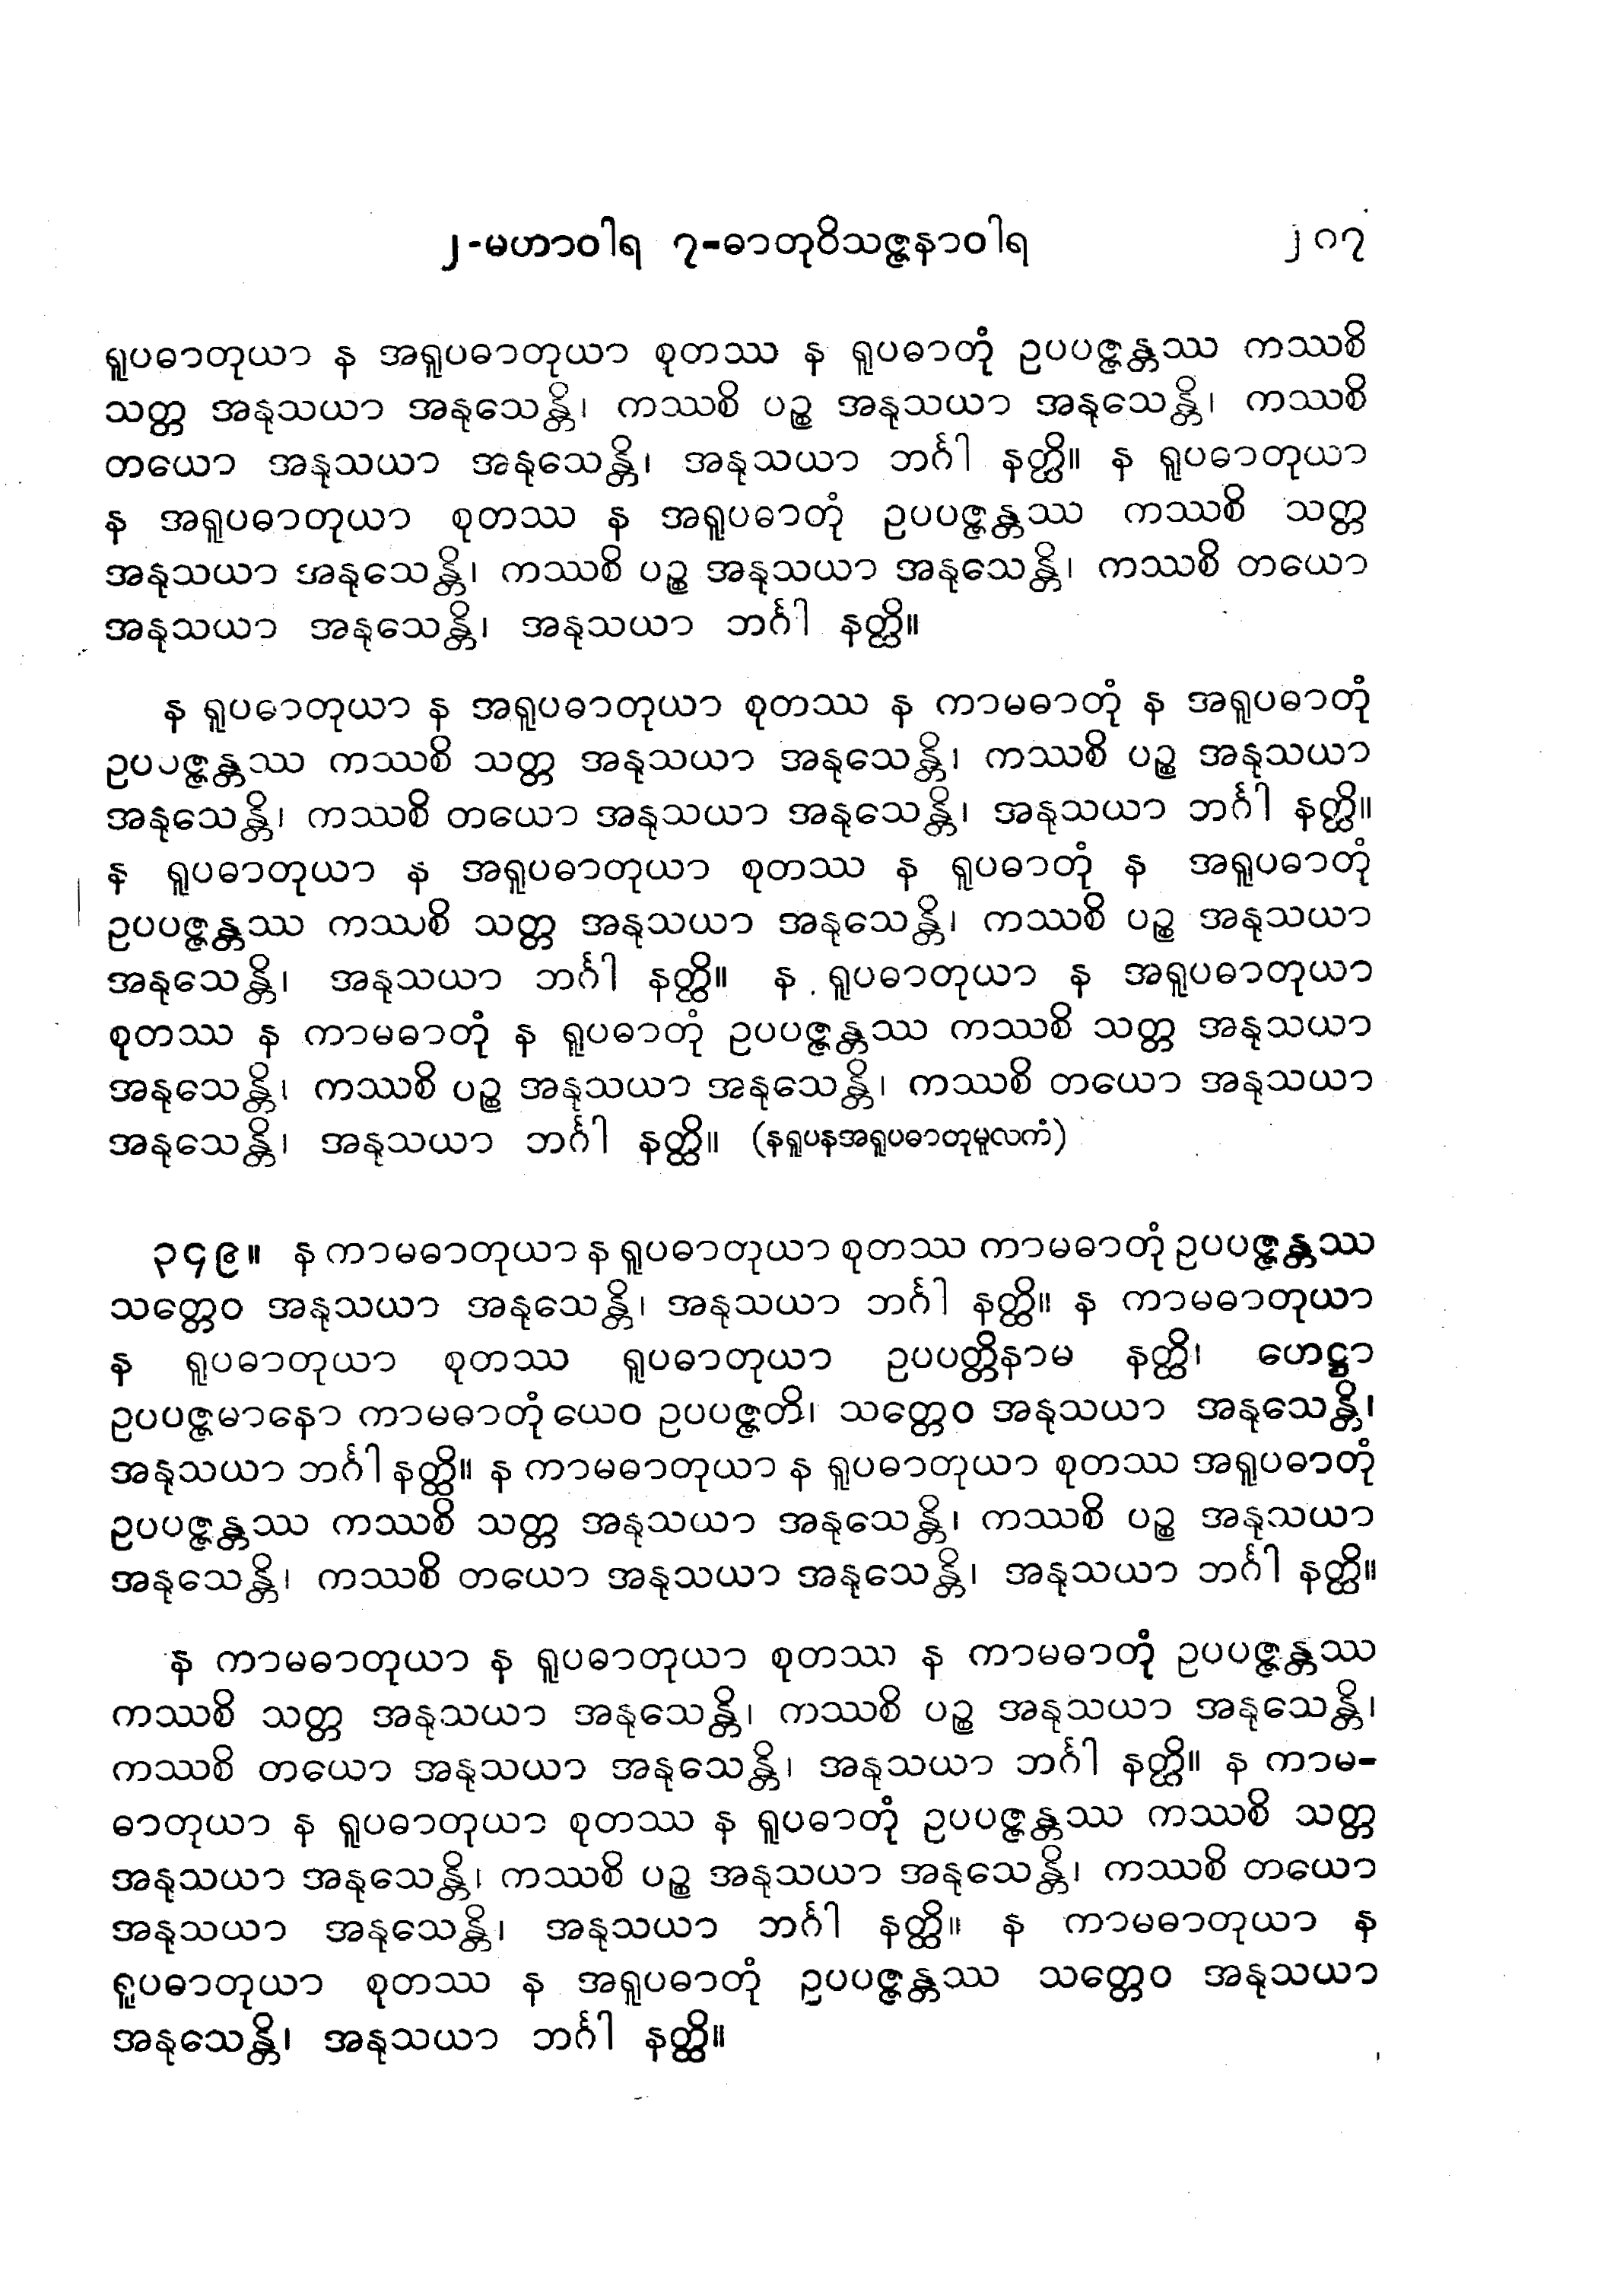 ၂-မဟာဝါရ ၇-ဓာတုဝိသဇ္ဇနာဝါရ ၂၀၇
ရူပဓာတုယာ န အရူပဓာတုယာ စုတဿ န ရူပဓာတုံ ဥပပဇ္ဇန္တဿ ကဿစိ
သတ္တ အနုသယာ အနုသေန္တိ၊ ကဿစိ ပဉ္စ အနုသယာ အနုသေန္တိ၊ ကဿစိ
တယော အနုသယာ အနုသေန္တိ၊ အနုသယာ ဘင်္ဂါ နတ္ထိ။ န ရူပဓာတုယာ
န အရူပဓာတုယာ စုတဿ န အရူပဓာတုံ ဥပပဇ္ဇန္တဿ ကဿစိ သတ္တ
အနုသယာ အနုသေန္တိ၊ ကဿစိ ပဉ္စ အနုသယာ အနုသေန္တိ၊ ကဿစိ တယော
အနုသယာ အနုသေန္တိ၊ အနုသယာ ဘင်္ဂါ နတ္ထိ။
န ရူပဓာတုယာ န အရူပဓာတုယာ စုတဿ န ကာမဓာတုံ န အရူပဓာတုံ
ဥပပဇ္ဇန္တဿ ကဿစိ သတ္တ အနုသယာ အနုသေန္တိ၊ ကဿစိ ပဉ္စ အနုသယာ
အနုသေန္တိ၊ ကဿစိ တယော အနုသယာ အနုသေန္တိ၊ အနုသယာ ဘင်္ဂါ နတ္ထိ။
န ရူပဓာတုယာ န အရူပဓာတုယာ စုတဿ န ရူပဓာတုံ န အရူပဓာတုံ
ဥပပဇ္ဇန္တဿ ကဿစိ သတ္တ အနုသယာ အနုသေန္တိ၊ ကဿစိ ပဉ္စ အနုသယာ
အနုသေန္တိ၊ အနုသယာ ဘင်္ဂါ နတ္ထိ။ န ရူပဓာတုယာ န အရူပဓာတုယာ
စုတဿ န ကာမဓာတုံ န ရူပဓာတုံ ဥပပဇ္ဇန္တဿ ကဿစိ သတ္တ အနုသယာ
အနုသေန္တိ၊ ကဿစိ ပဉ္စ အနုသယာ အနုသေန္တိ၊ ကဿစိ တယော အနုသယာ
အနုသေန္တိ၊ အနုသယာ ဘင်္ဂါ နတ္ထိ။ (နရူပနအရူပဓာတုမူလကံ)
၃၄၉။ န ကာမဓာတုယာ န ရူပဓာတုယာ စုတဿ ကာမဓာတုံ ဥပပဇ္ဇန္တဿ
သတ္တေဝ အနုသယာ အနုသေန္တိ၊ အနုသယာ ဘင်္ဂါ နတ္ထိ။ န ကာမဓာတုယာ
န ရူပဓာတုယာ စုတဿ ရူပဓာတုယာ ဥပပတ္တိနာမ နတ္ထိ၊ ဟေဋ္ဌာ
ဥပပဇ္ဇမာနော ကာမဓာတုံ ယေဝ ဥပပဇ္ဇတိ၊ သတ္တေဝ အနုသယာ အနုသေန္တိ၊
အနုသယာ ဘင်္ဂါ နတ္ထိ။ န ကာမဓာတုယာ န ရူပဓာတုယာ စုတဿ အရူပဓာတုံ
ဥပပဇ္ဇန္တဿ ကဿစိ သတ္တ အနုသယာ အနုသေန္တိ၊ ကဿစိ ပဉ္စ အနုသယာ
အနုသေန္တိ၊ ကဿစိ တယော အနုသယာ အနုသေန္တိ၊ အနုသယာ ဘင်္ဂါ နတ္ထိ။
န ကာမဓာတုယာ န ရူပဓာတုယာ စုတဿ န ကာမဓာတုံ ဥပပဇ္ဇန္တဿ
ကဿစိ သတ္တ အနုသယာ အနုသေန္တိ၊ ကဿစိ ပဉ္စ အနုသယာ အနုသေန္တိ၊
ကဿစိ တယော အနုသယာ အနုသေန္တိ၊ အနုသယာ ဘင်္ဂါ နတ္ထိ။ န ကာမ-
ဓာတုယာ န ရူပဓာတုယာ စုတဿ န ရူပဓာတုံ ဥပပဇ္ဇန္တဿ ကဿစိ သတ္တ
အနုသယာ အနုသေန္တိ၊ ကဿစိ ပဉ္စ အနုသယာ အနုသေန္တိ၊ ကဿစိ တယော
အနုသယာ အနုသေန္တိ၊ အနုသယာ ဘင်္ဂါ နတ္ထိ။ န ကာမဓာတုယာ န
ရူပဓာတုယာ စုတဿ န အရူပဓာတုံ ဥပပဇ္ဇန္တဿ သတ္တေဝ အနုသယာ
အနုသေန္တိ၊ အနုသယာ ဘင်္ဂါ နတ္ထိ။